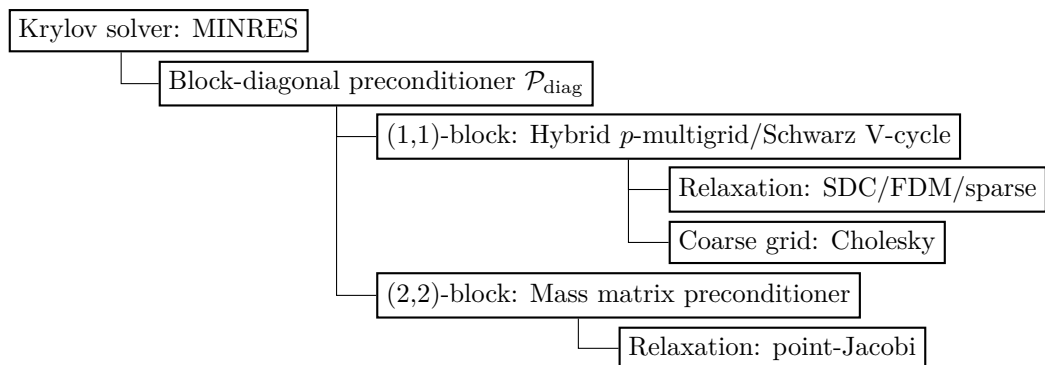 Krylov solver: MINRES
Block-diagonal preconditioner 𝒫diag
(1,1)-block: Hybrid p-multigrid/Schwarz V-cycle
Relaxation: SDC/FDM/sparse
Coarse grid: Cholesky
(2,2)-block: Mass matrix preconditioner
Relaxation: point-Jacobi